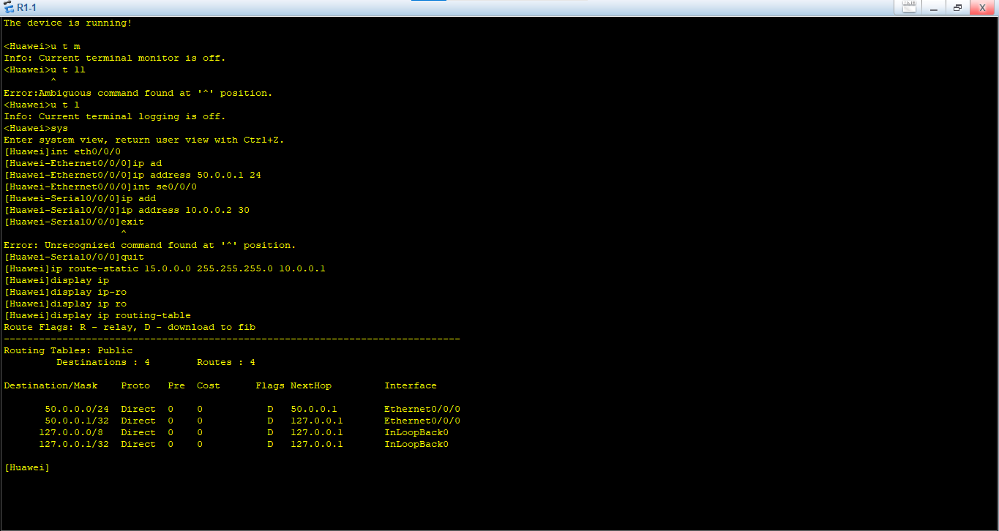 R1-1
The device is running!
<Huawei>u t m
Info: Current terminal monitor is off.
<Huawei>u t ll
^
Error:Ambiguous command found at '^' position.
<Huawei>u t l
Info: Current terminal logging is off.
<Huawei>sys
Enter system view, return user view with Ctrl+Z.
[Huawei]int eth0/0/0
[Huawei-Ethernet0/0/0]ip ad
[Huawei-Ethernet0/0/0]ip address 50.0.0.1 24
[Huawei-Ethernet0/0/0]int se0/0/0
[Huawei-Serial0/0/0]ip add
[Huawei-Serial0/0/0]ip address 10.0.0.2 30
[Huawei-Serial0/0/0]exit
^
Error: Unrecognized command found at '^' position.
[Huawei-Serial0/0/0]quit
[Huawei]ip route-static 15.0.0.0 255.255.255.0 10.0.0.1
[Huawei]display ip
[Huawei]display ip-ro
[Huawei]display ip ro
[Huawei]display ip routing-table
Route Flags: R - relay, D - download to fib
------------------------------------------------------------------------------
Routing Tables: Public
Destinations : 4 Routes : 4
Destination/Mask Proto Pre Cost Flags NextHop Interface
50.0.0.0/24 Direct 0 0 D 50.0.0.1 Ethernet0/0/0
50.0.0.1/32 Direct 0 0 D 127.0.0.1 Ethernet0/0/0
127.0.0.0/8 Direct 0 0 D 127.0.0.1 InLoopBack0
127.0.0.1/32 Direct 0 0 D 127.0.0.1 InLoopBack0
[Huawei]